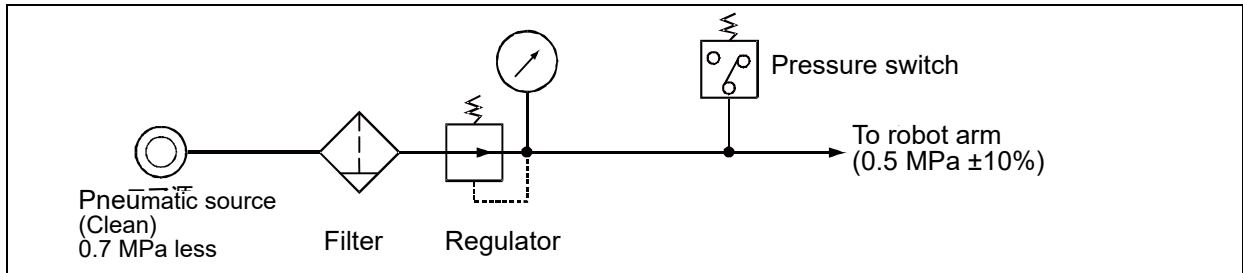 Pressure switch
To robot arm
(0.5 MPa ±10%)
Pneumatic source
(Clean)
0.7 MPa less
Filter
Regulator